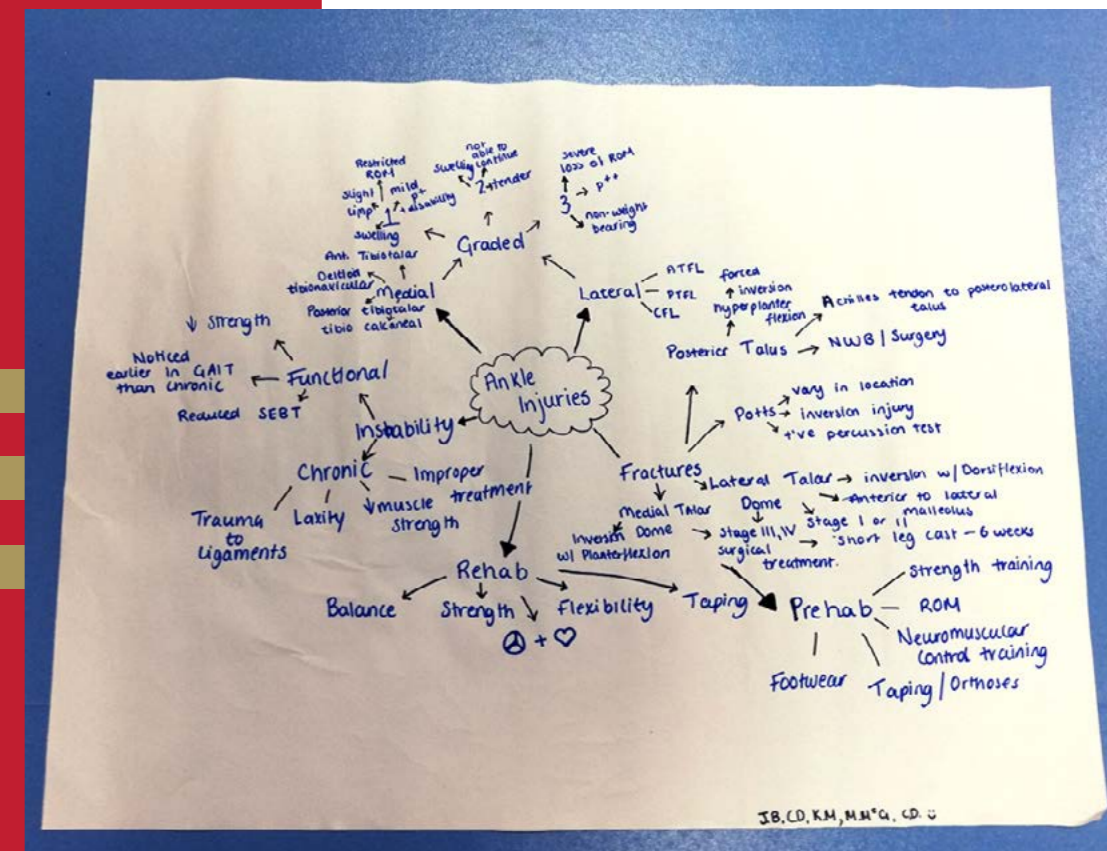 Restricted
ROM
slight
limp
mild
P+
1
+ disability
swelling
not
able to
continue
swelling
2
tender
severe
loss of ROM
3
P++
non-weight
bearing
Graded
Ant. Tibiotalar
Deltoid
tibionavicular
Medial
Posterior tibiotalar
tibio calcaneal
Lateral
ATFL
PTFL
CFL
forced
inversion
hyperplanter
flexion
Achilles tendon to posterolateral
talus
Posterior Talus
NWB / Surgery
↓ Strength
Noticed
earlier in GAIT
than chronic
Functional
Reduced SEBT
Ankle
Injuries
Potts
vary in location
inversion injury
+'ve percussion test
Instability
Chronic
Improper
treatment
↓muscle
strength
Laxity
Trauma
to
Ligaments
Fractures
Lateral Talar
Dome
inversion w/ Dorsiflexion
Anterior to lateral
malleolus
Stage I or II
Short leg cast - 6 weeks
Medial Talar
Dome
Inversion
w/ Planterflexion
Stage III, IV
surgical
treatment.
Rehab
Balance
Strength
+ ♡
Flexibility
Taping
Prehab
Strength training
ROM
Neuromuscular
Control training
Taping / Orthoses
Footwear
JB, CD, KM, MMcG, CD.